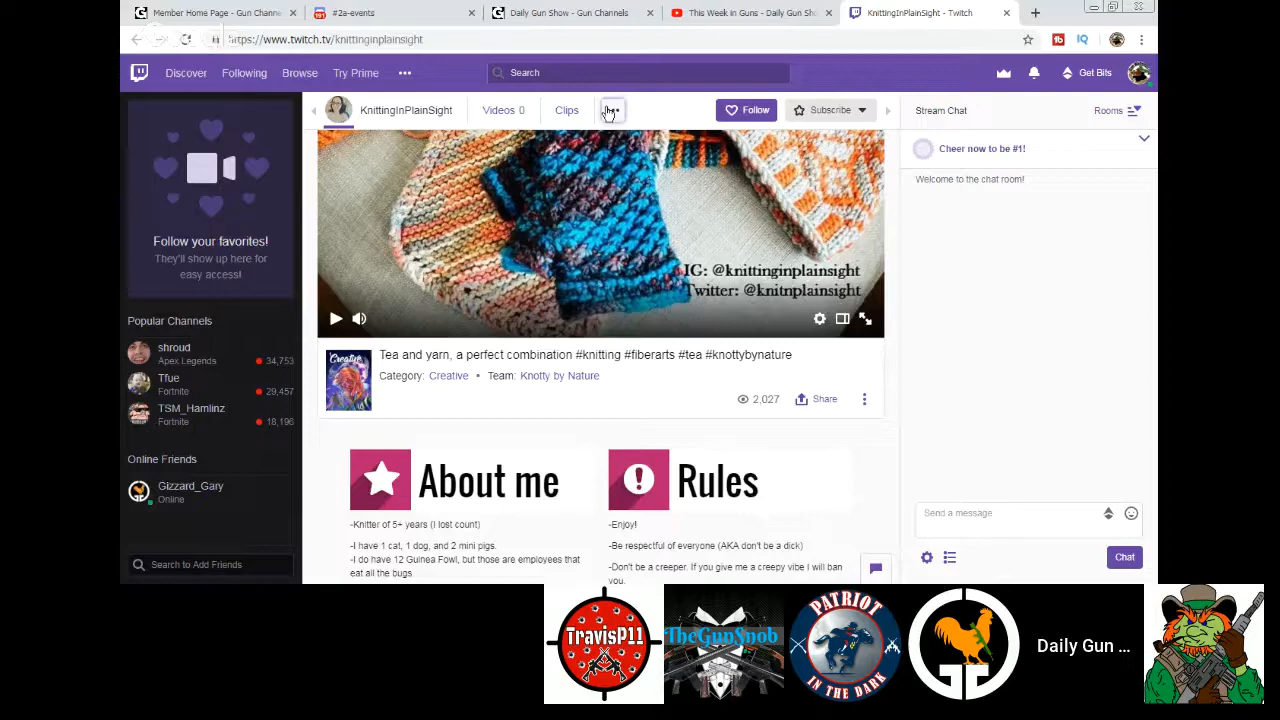 Member Home Page - Gun Channe
191
#2a-events
Daily Gun Show - Gun Channels
This Week in Guns - Daily Gun Sh
KnittingInPlainSight - Twitch
https://www.twitch.tv/knittinginplainsight
Discover
Following
Browse
Try Prime
Search
Get Bits
KnittingInPlainSight
Videos 0
Clips
Follow
Subscribe
Stream Chat
Rooms
Follow your favorites!
They'll show up here for
easy access!
Popular Channels
shroud
Apex Legends
34,753
Tfue
Fortnite
29,457
TSM_Hamlinz
Fortnite
18,196
Online Friends
Gizzard_Gary
Online
Search to Add Friends
IG: @knittinginplainsight
Twitter: @knitnplainsight
Creative
Tea and yarn, a perfect combination #knitting #fiberarts #tea #knottybynature
Category: Creative • Team: Knotty by Nature
2,027
Share
About me
-Knitter of 5+ years (I lost count)
-I have 1 cat, 1 dog, and 2 mini pigs.
-I do have 12 Guinea Fowl, but those are employees that
eat all the bugs
Rules
-Enjoy!
-Be respectful of everyone (AKA don't be a dick)
-Don't be a creeper. If you give me a creepy vibe I will ban
you.
Cheer now to be #1!
Welcome to the chat room!
Send a message
Chat
TravisP11
TheGunSnob
PATRIOT
IN THE DARK
Daily Gun ...